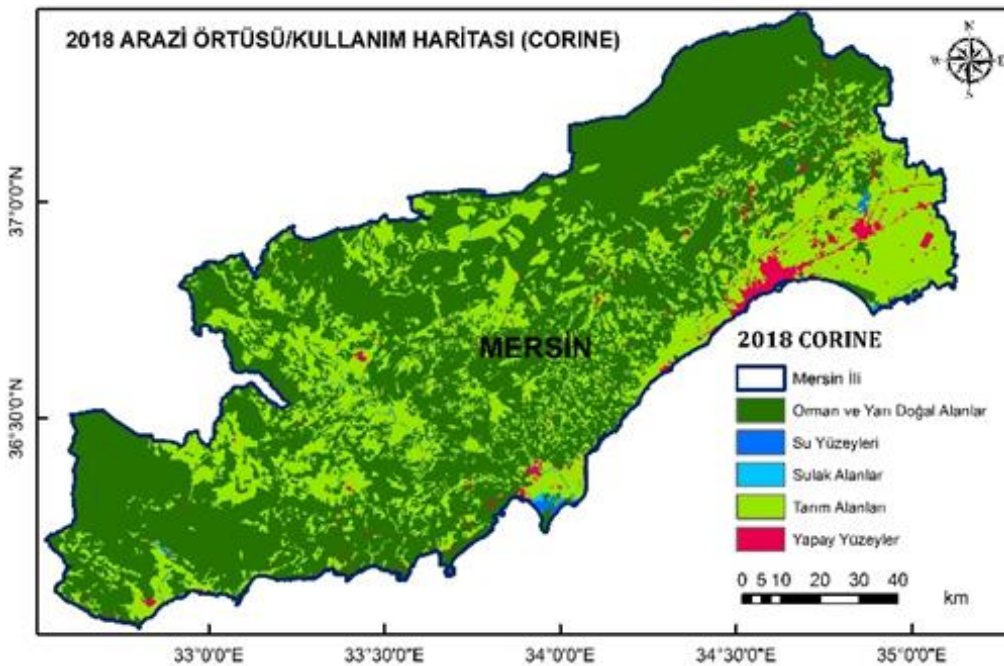 2018 ARAZİ ÖRTÜSÜ/KULLANIM HARİTASI (CORINE)
N
W E
S
37°0'0"N
36°30'0"N
MERSİN
2018 CORINE
Mersin İli
Orman ve Yarı Doğal Alanlar
Su Yüzeyleri
Sulak Alanlar
Tarım Alanları
Yapay Yüzeyler
0 5 10 20 30 40
km
33°0'0"E 33°30'0"E 34°0'0"E 34°30'0"E 35°0'0"E